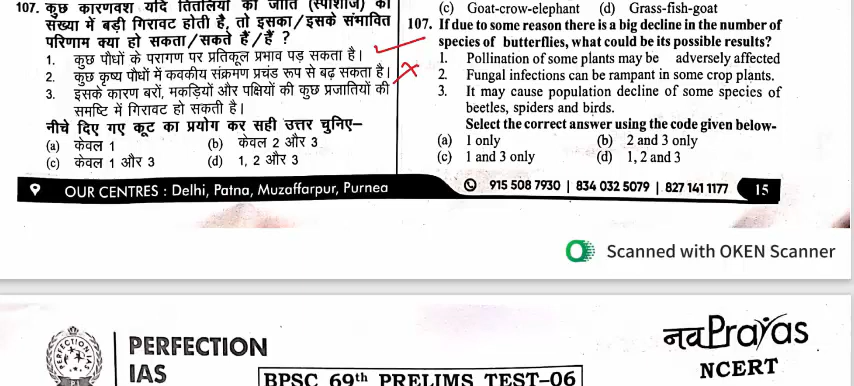 107. कुछ कारणवश यदि तितलियों की जाति (स्पीशीज) की
संख्या में बड़ी गिरावट होती है, तो इसका/इसके संभावित
परिणाम क्या हो सकता/सकते हैं/हैं ?
1. कुछ पौधों के परागण पर प्रतिकूल प्रभाव पड़ सकता है।
2. कुछ कृष्य पौधों में कवकीय संक्रमण प्रचंड रूप से बढ़ सकता है।
3. इसके कारण बर्रो, मकड़ियों और पक्षियों की कुछ प्रजातियों की
समष्टि में गिरावट हो सकती है।
नीचे दिए गए कूट का प्रयोग कर सही उत्तर चुनिए–
(a) केवल 1 (b) केवल 2 और 3
(c) केवल 1 और 3 (d) 1, 2 और 3
(c) Goat-crow-elephant (d) Grass-fish-goat
107. If due to some reason there is a big decline in the number of
species of butterflies, what could be its possible results?
1. Pollination of some plants may be adversely affected
2. Fungal infections can be rampant in some crop plants.
3. It may cause population decline of some species of
beetles, spiders and birds.
Select the correct answer using the code given below-
(a) 1 only (b) 2 and 3 only
(c) 1 and 3 only (d) 1, 2 and 3
OUR CENTRES : Delhi, Patna, Muzaffarpur, Purnea
915 508 7930 | 834 032 5079 | 827 141 1177 15
Scanned with OKEN Scanner
PERFECTION
IAS
PERFECTION IAS
BPSC 69th PRELIMS TEST-06
नवPrayas
NCERT